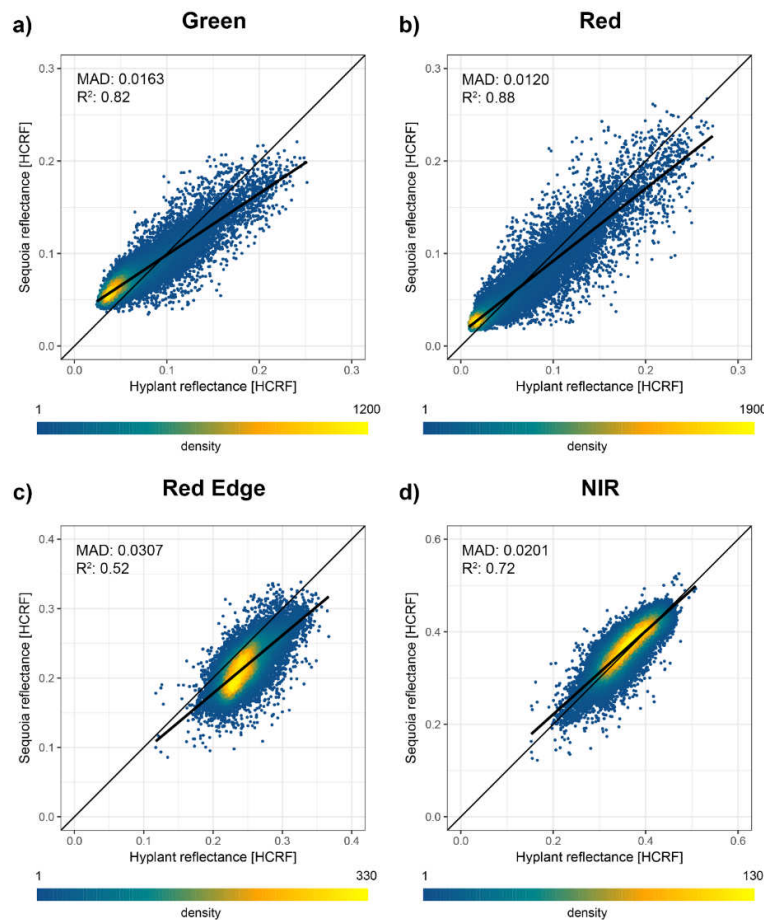 a)
Green
MAD: 0.0163
R²: 0.82
0.3
0.2
0.1
0.0
Sequoia reflectance [HCRF]
0.0 0.1 0.2 0.3
Hyplant reflectance [HCRF]
1 1200
density
b)
Red
MAD: 0.0120
R²: 0.88
0.3
0.2
0.1
0.0
Sequoia reflectance [HCRF]
0.0 0.1 0.2 0.3
Hyplant reflectance [HCRF]
1 1900
density
c)
Red Edge
MAD: 0.0307
R²: 0.52
0.4
0.3
0.2
0.1
0.0
Sequoia reflectance [HCRF]
0.0 0.1 0.2 0.3 0.4
Hyplant reflectance [HCRF]
1 330
density
d)
NIR
MAD: 0.0201
R²: 0.72
0.6
0.4
0.2
0.0
Sequoia reflectance [HCRF]
0.0 0.2 0.4 0.6
Hyplant reflectance [HCRF]
1 130
density